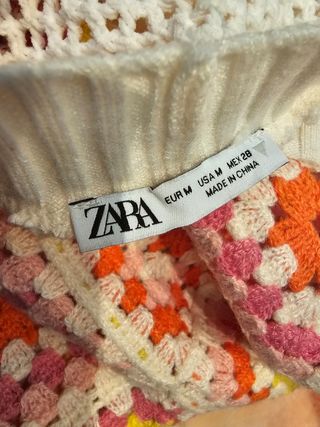 ZARA
EUR M USA M MEX 28
MADE IN CHINA